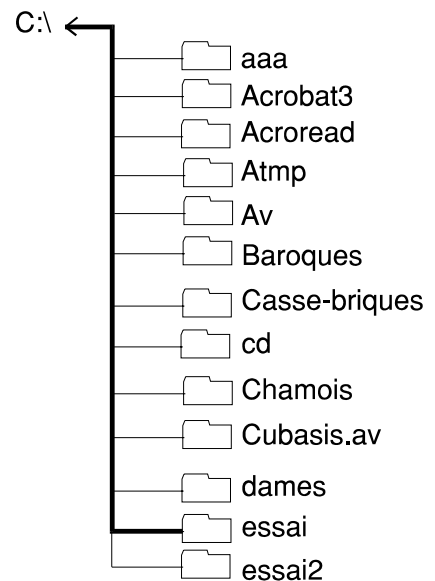 C:\
aaa
Acrobat3
Acroread
Atmp
Av
Baroques
Casse-briques
cd
Chamois
Cubasis.av
dames
essai
essai2